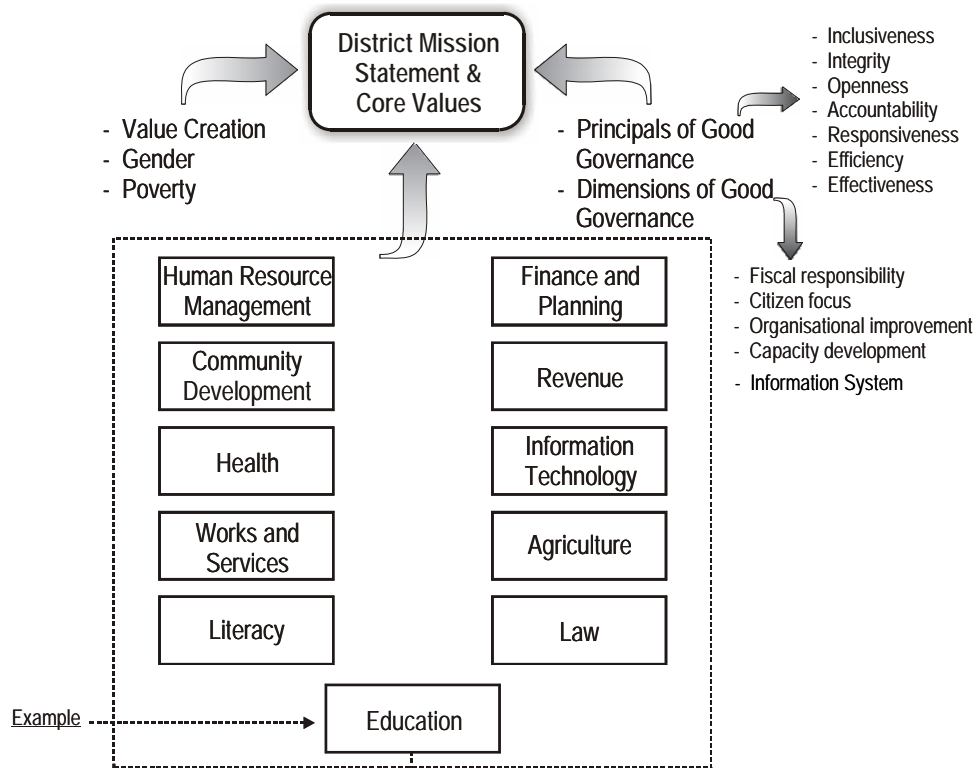 District Mission
Statement &
Core Values
- Value Creation
- Gender
- Poverty
- Principals of Good
Governance
- Dimensions of Good
Governance
- Inclusiveness
- Integrity
- Openness
- Accountability
- Responsiveness
- Efficiency
- Effectiveness
- Fiscal responsibility
- Citizen focus
- Organisational improvement
- Capacity development
- Information System
Human Resource
Management
Finance and
Planning
Community
Development
Revenue
Health
Information
Technology
Works and
Services
Agriculture
Literacy
Law
Example
Education